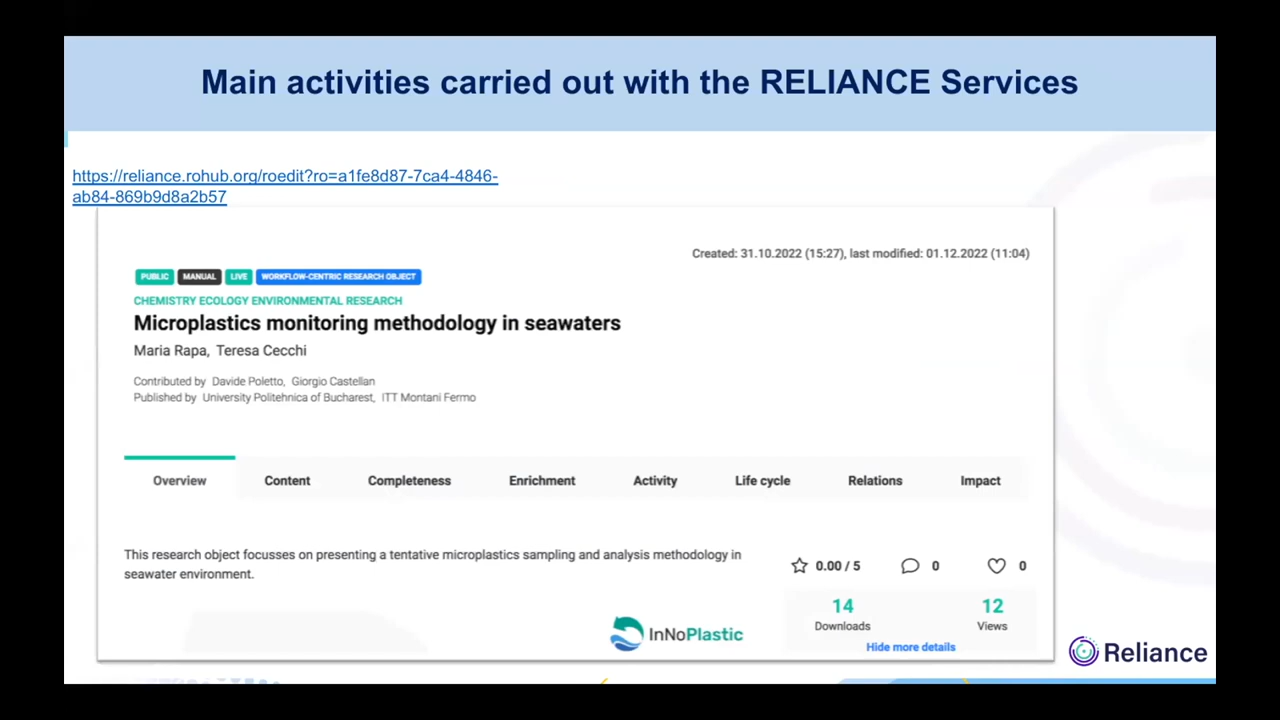 Main activities carried out with the RELIANCE Services
https://reliance.rohub.org/roedit?ro=a1fe8d87-7ca4-4846-
ab84-869b9d8a2b57
Created: 31.10.2022 (15:27), last modified: 01.12.2022 (11:04)
PUBLIC MANUAL LIVE WORKFLOW-CENTRIC RESEARCH OBJECT
CHEMISTRY ECOLOGY ENVIRONMENTAL RESEARCH
Microplastics monitoring methodology in seawaters
Maria Rapa, Teresa Cecchi
Contributed by Davide Poletto, Giorgio Castellan
Published by University Politehnica of Bucharest, ITT Montani Fermo
Overview Content Completeness Enrichment Activity Life cycle Relations Impact
This research object focusses on presenting a tentative microplastics sampling and analysis methodology in
seawater environment.
0.00 / 5 0 0
14 12
Downloads Views
Hide more details
InNoPlastic
Reliance